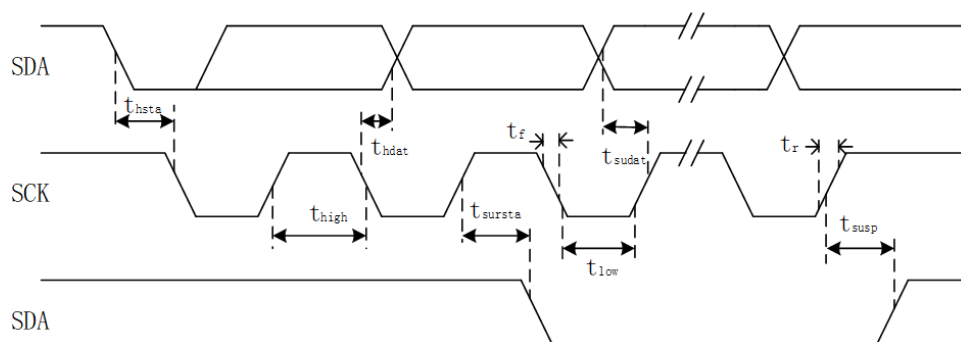 SDA
thsta
thdat
tf
tsudat
tr
SCK
thigh
tsursta
tlow
tsusp
SDA